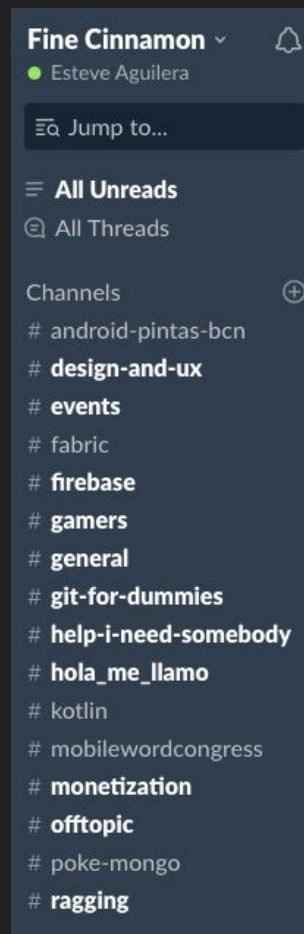 Fine Cinnamon
Esteve Aguilera
Jump to...
All Unreads
All Threads
Channels
# android-pintas-bcn
# design-and-ux
# events
# fabric
# firebase
# gamers
# general
# git-for-dummies
# help-i-need-somebody
# hola_me_llamo
# kotlin
# mobilewordcongress
# monetization
# offtopic
# poke-mongo
# ragging